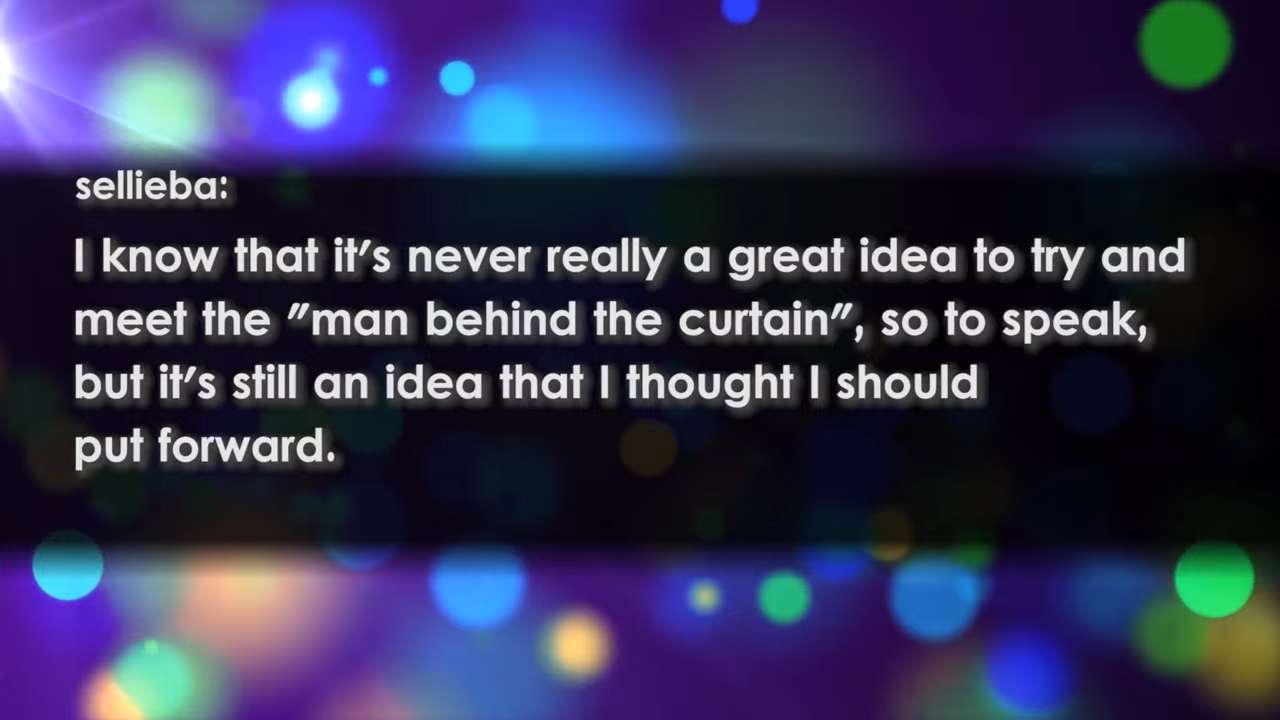 sellieba:
I know that it's never really a great idea to try and
meet the "man behind the curtain", so to speak,
but it's still an idea that I thought I should
put forward.